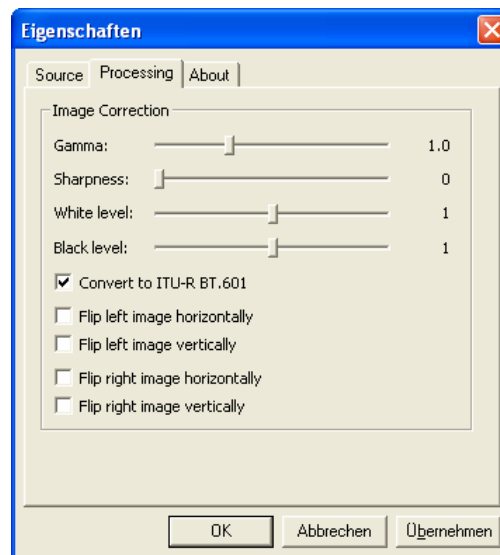 Eigenschaften
Source Processing About
Image Correction
Gamma: 1.0
Sharpness: 0
White level: 1
Black level: 1
Convert to ITU-R BT.601
Flip left image horizontally
Flip left image vertically
Flip right image horizontally
Flip right image vertically
OK Abbrechen Übernehmen